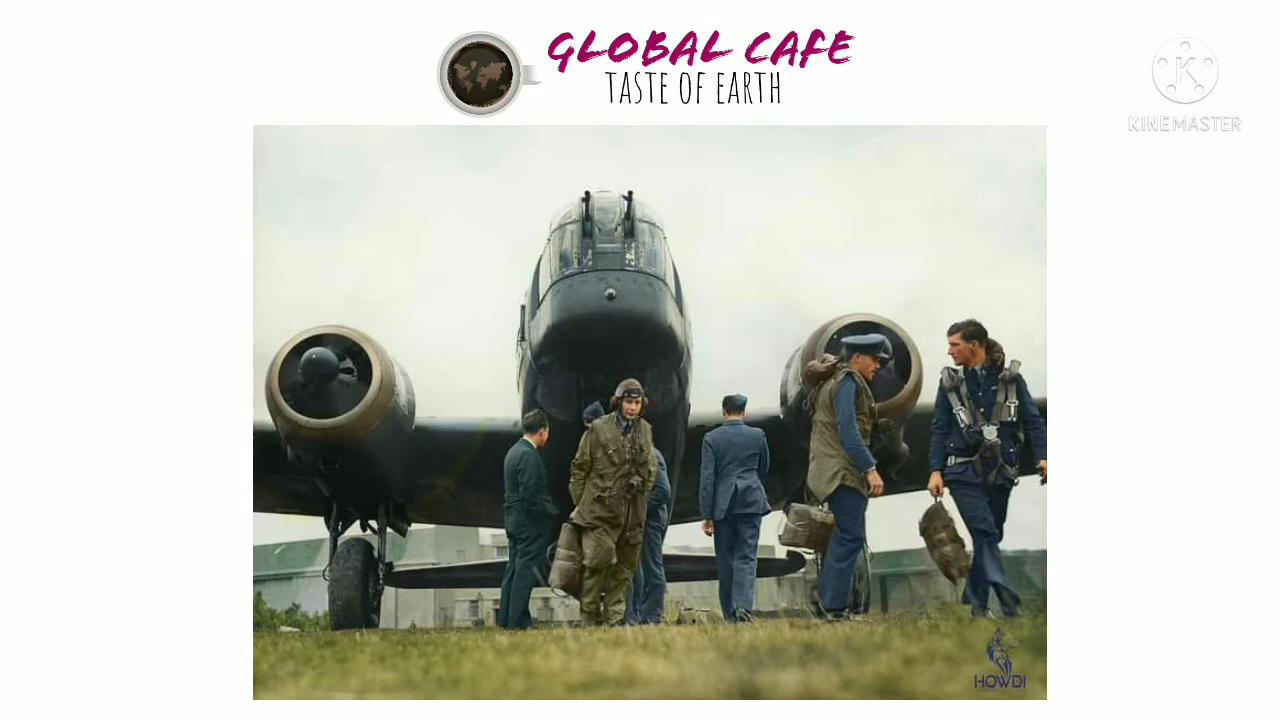 GLOBAL CAFE
TASTE OF EARTH
K
KINEMASTER
HOWDI